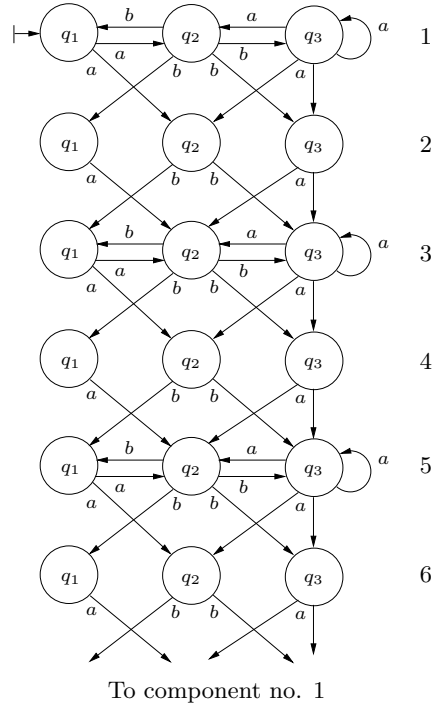 b a
q₁ q₂ q₃ a 1
a b
a b b a
q₁ q₂ q₃ 2
a b b a
b a
q₁ q₂ q₃ a 3
a b
a b b a
q₁ q₂ q₃ 4
a b b a
b a
q₁ q₂ q₃ a 5
a b
a b b a
q₁ q₂ q₃ 6
a b b a
To component no. 1